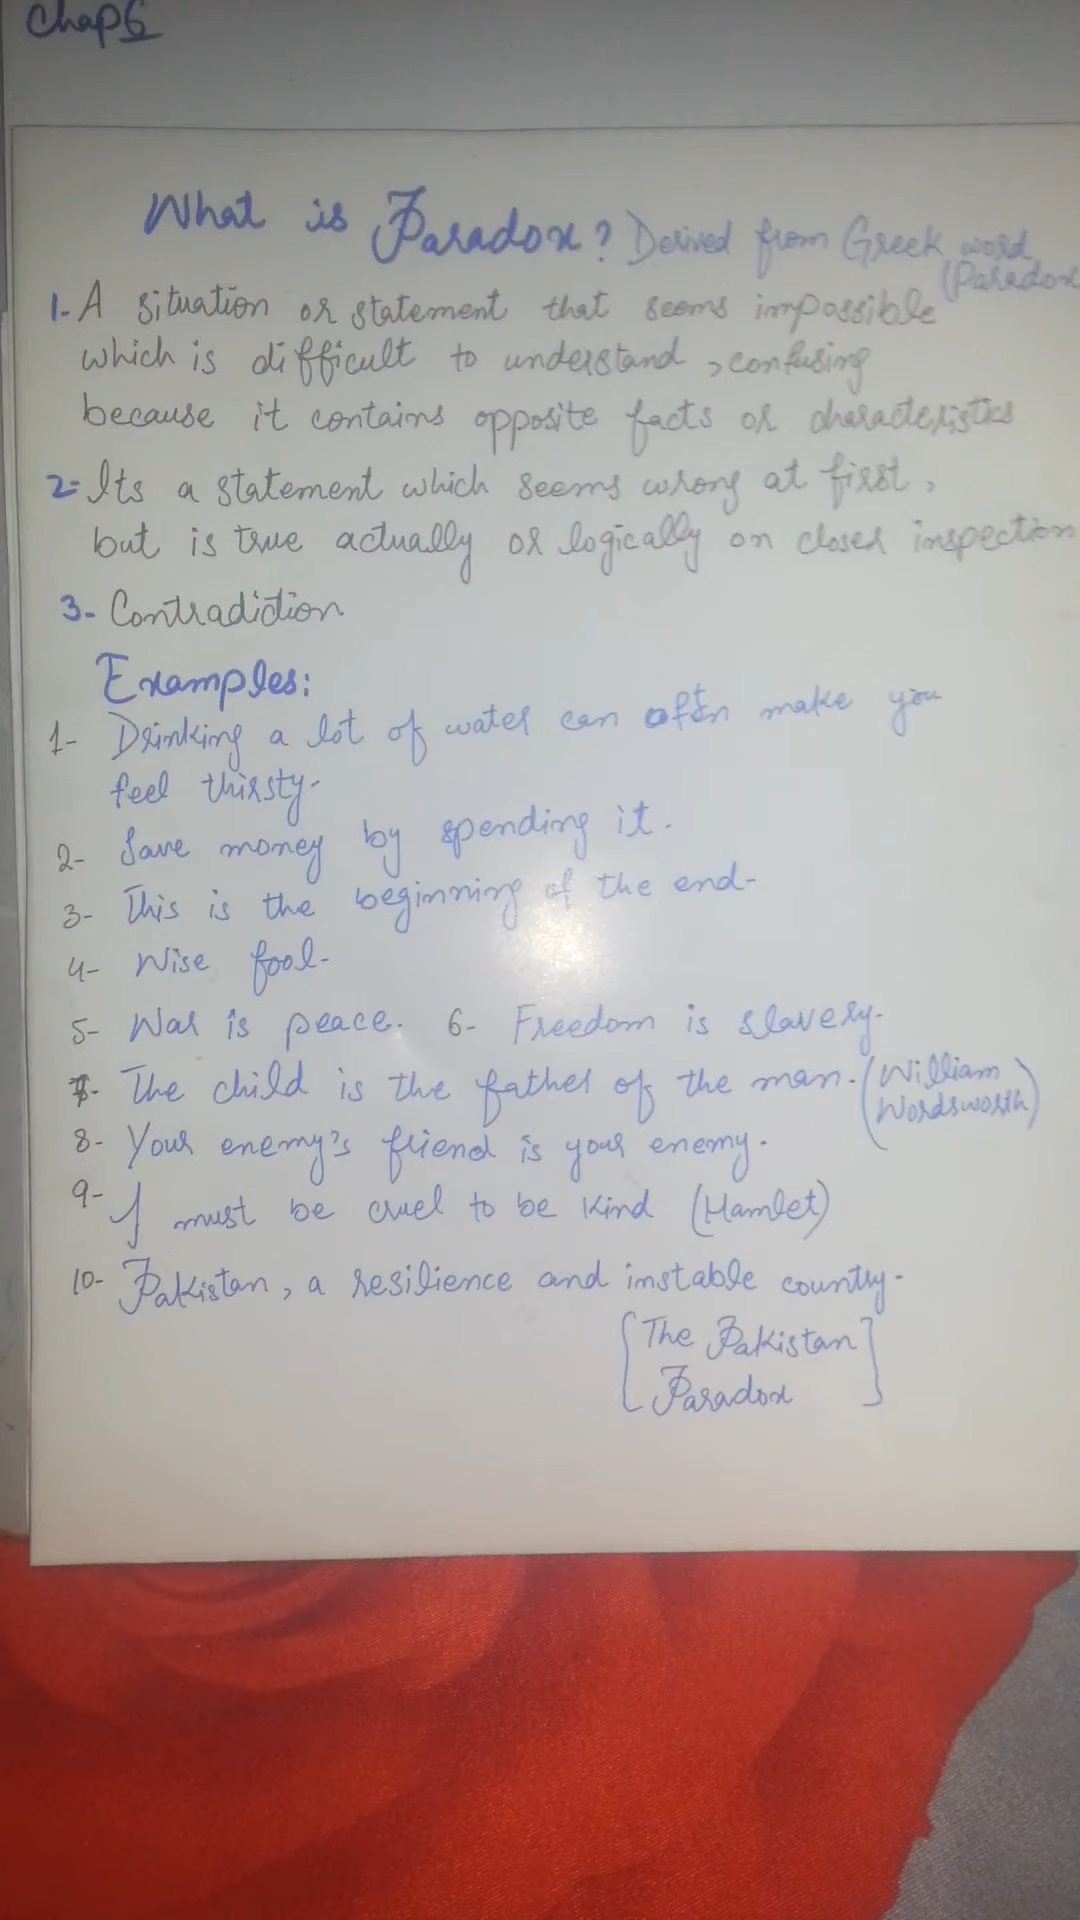 Chap 6
What is Paradox? Derived from Greek word
(Paradox
1. A situation or statement that seems impossible
which is difficult to understand, confusing
because it contains opposite facts or characteristics
2- Its a statement which seems wrong at first,
but is true actually or logically on closer inspection
3- Contradiction
Examples:
1- Drinking a lot of water can often make you
feel thirsty.
2- Save money by spending it.
3- This is the beginning of the end-
4- Wise fool-
5- War is peace. 6- Freedom is slavery.
7- The child is the father of the man. (William
Wordsworth)
8- Your enemy's friend is your enemy.
9- I must be cruel to be kind (Hamlet)
10- Pakistan, a resilience and instable country.
[The Pakistan
Paradox]